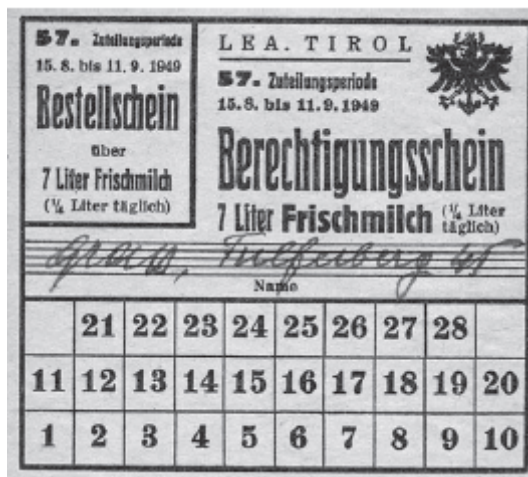 57. Zuteilungsperiode
15. 8. bis 11. 9. 1949
Bestellschein
über
7 Liter Frischmilch
(¼ Liter täglich)
LEA. TIROL
57. Zuteilungsperiode
15. 8. bis 11. 9. 1949
Berechtigungsschein
7 Liter Frischmilch (¼ Liter täglich)
Name
21 22 23 24 25 26 27 28
11 12 13 14 15 16 17 18 19 20
1 2 3 4 5 6 7 8 9 10